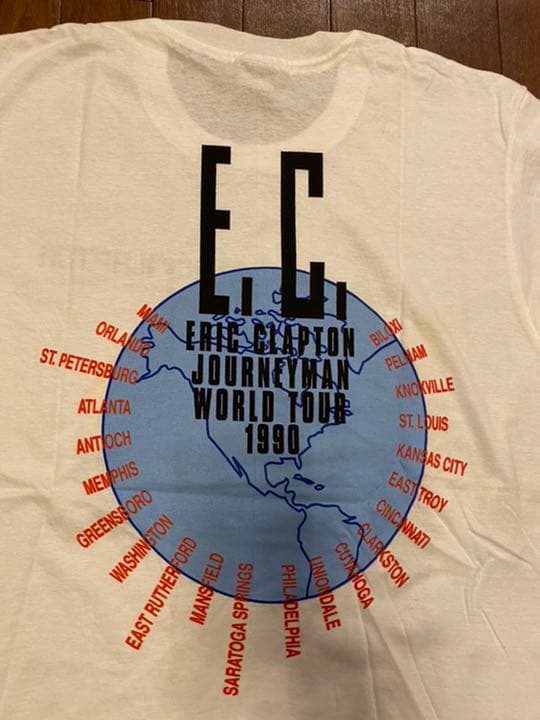 E.C.
ERIC CLAPTON
JOURNEYMAN
WORLD TOUR
1990
MIAMI
ORLANDO
ST. PETERSBURG
ATLANTA
ANTIOCH
MEMPHIS
GREENSBORO
WASHINGTON
EAST RUTHERFORD
MANSFIELD
SARATOGA SPRINGS
PHILADELPHIA
UNIONDALE
CUYAHOGA
CLARKSTON
CINCINNATI
EAST TROY
KANSAS CITY
ST. LOUIS
KNOXVILLE
PELHAM
BILOXI